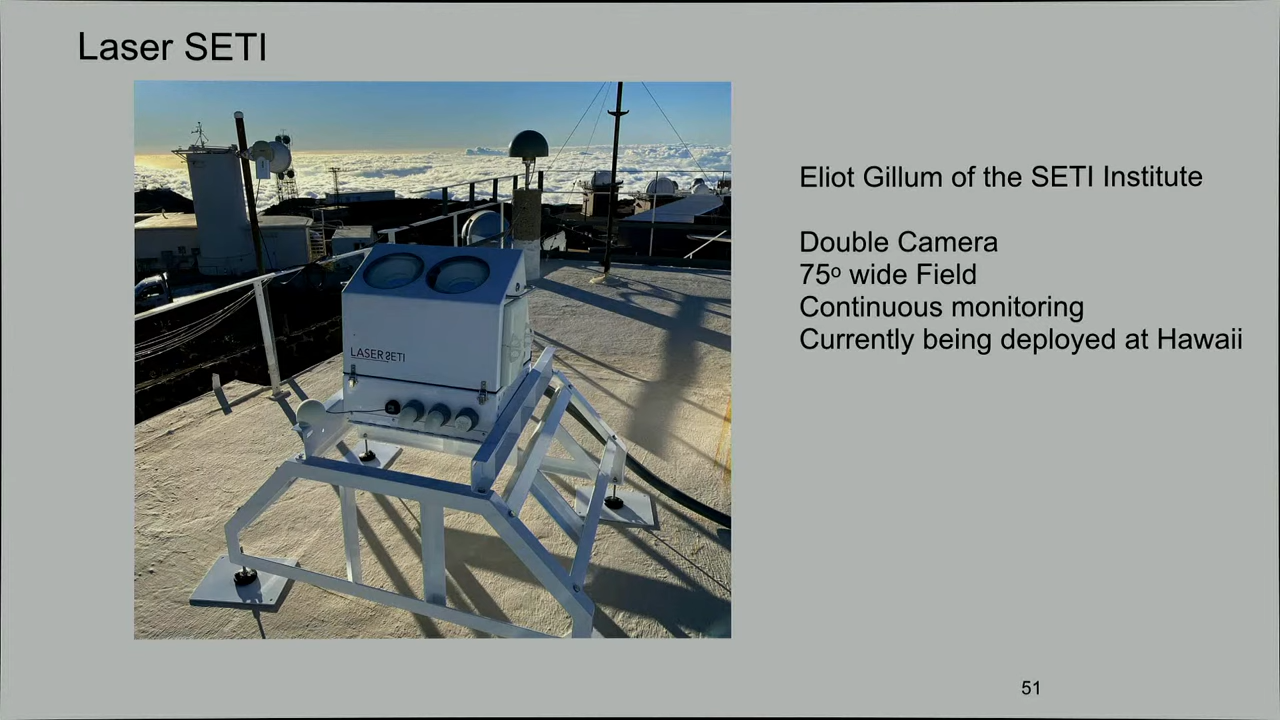 Laser SETI
LASER SETI
Eliot Gillum of the SETI Institute
Double Camera
75º wide Field
Continuous monitoring
Currently being deployed at Hawaii
51